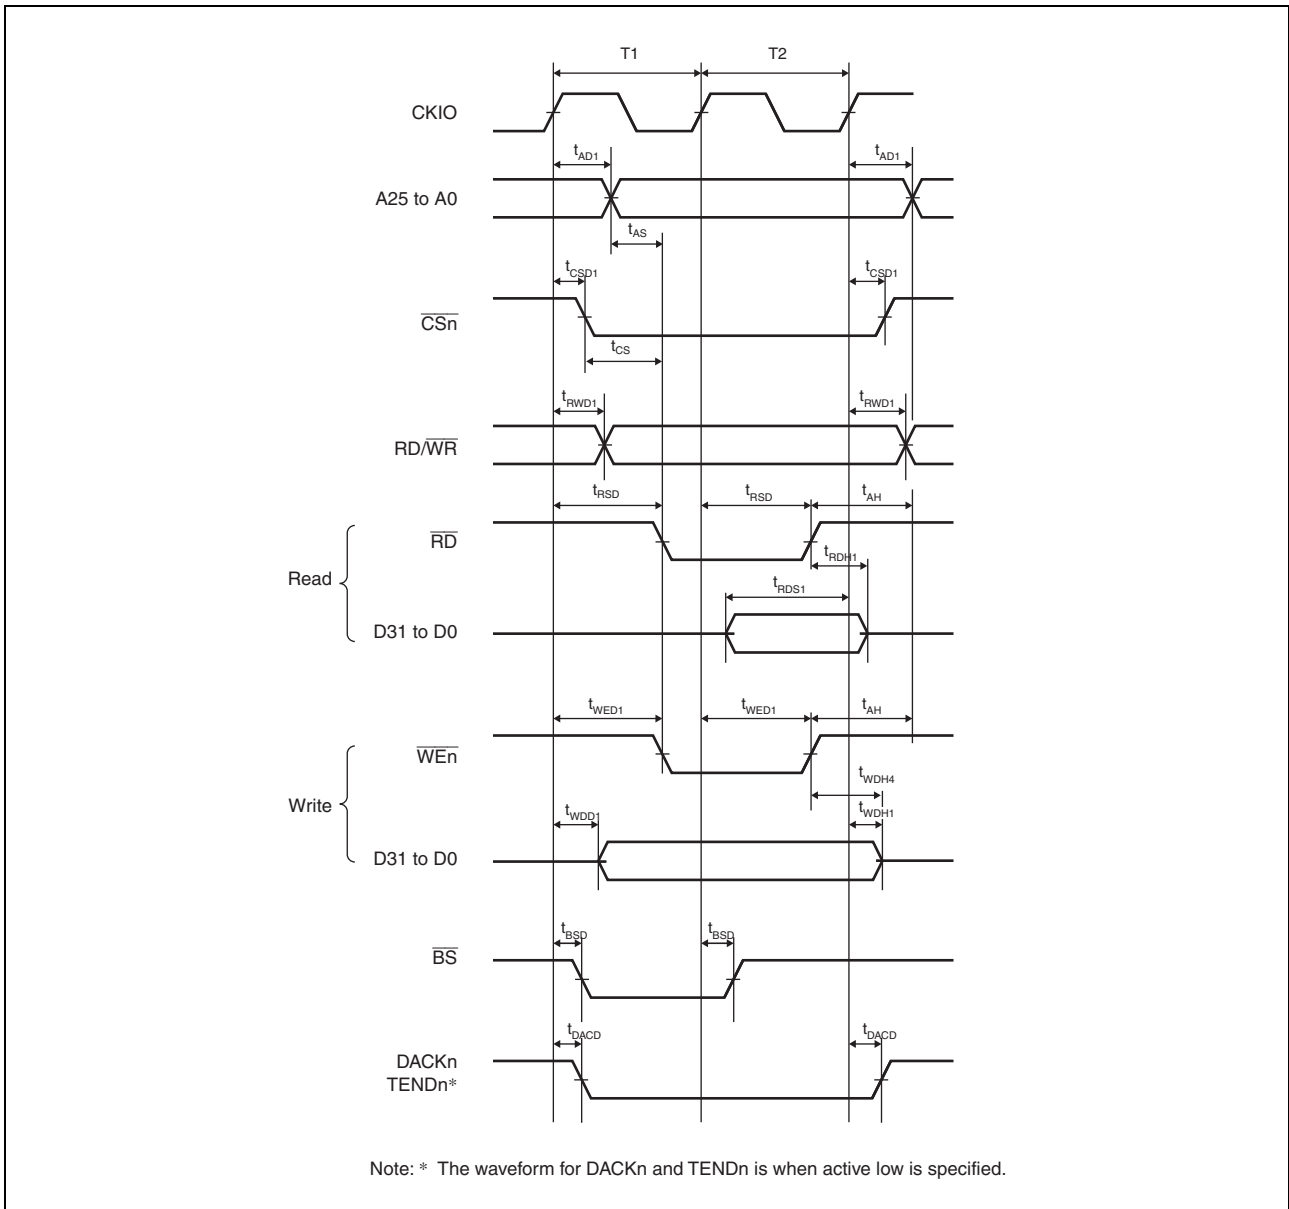 T1 T2
CKIO
tAD1 tAD1
A25 to A0
tAS
tCSD1 tCSD1
CSn
tCS
tRWD1 tRWD1
RD/WR
tRSD tRSD tAH
RD
tRDH1
Read
tRDS1
D31 to D0
tWED1 tWED1 tAH
WEn
tWDH4
Write
tWDD1 tWDH1
D31 to D0
tBSD tBSD
BS
tDACD tDACD
DACKn
TENDn*
Note: * The waveform for DACKn and TENDn is when active low is specified.